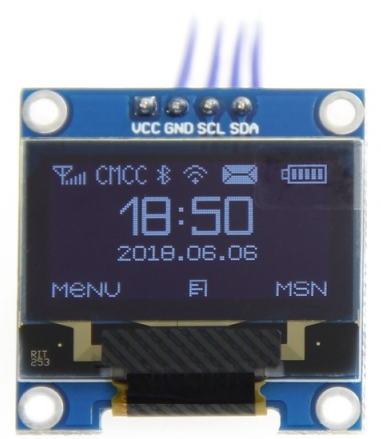 VCC GND SCL SDA
CMCC
18:50
2018.06.06
MENU MSN
RIT
253